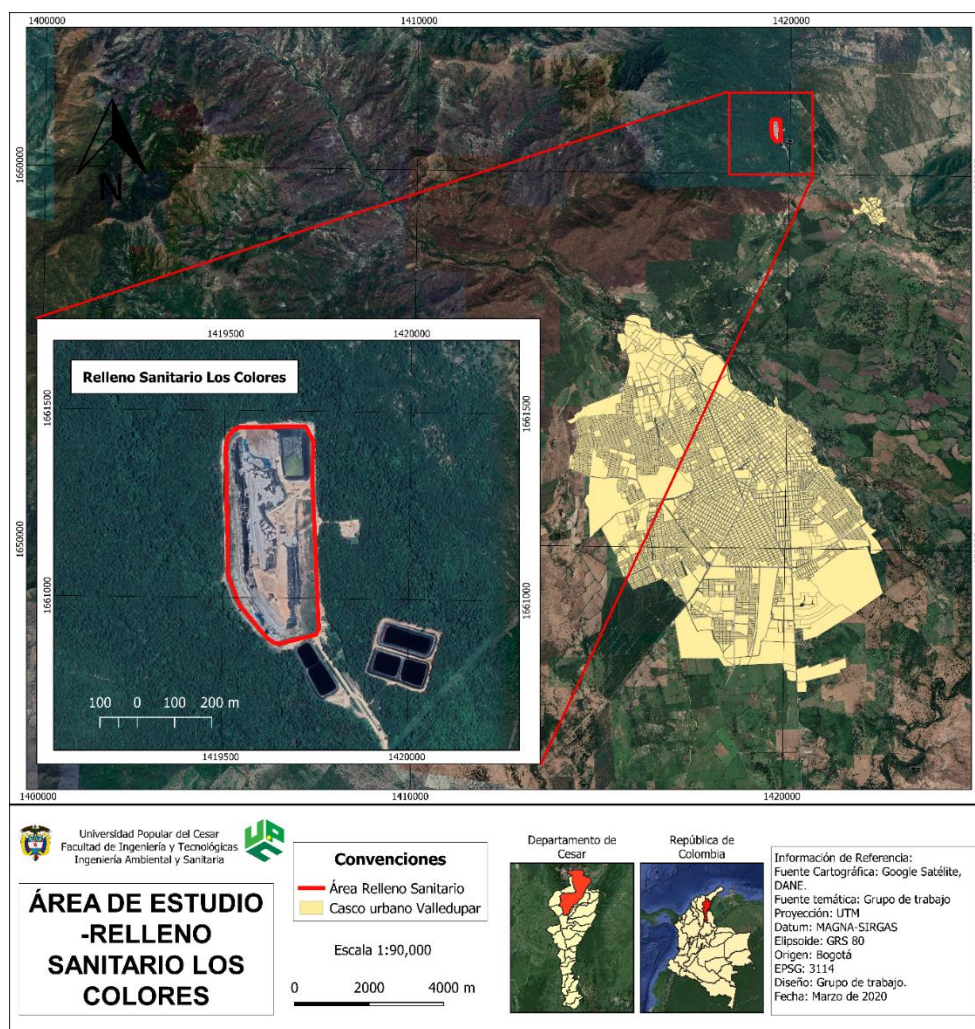 1400000
1410000
1420000
1660000
N
1419500
1420000
Relleno Sanitario Los Colores
1661500
1661500
1650000
1661000
1661000
100 0 100 200 m
1419500
1420000
1400000
1410000
1420000
Universidad Popular del Cesar
Facultad de Ingeniería y Tecnológicas
Ingeniería Ambiental y Sanitaria
UPC
ÁREA DE ESTUDIO
-RELLENO
SANITARIO LOS
COLORES
Convenciones
Área Relleno Sanitario
Casco urbano Valledupar
Escala 1:90,000
0 2000 4000 m
Departamento de
Cesar
República de
Colombia
Información de Referencia:
Fuente Cartográfica: Google Satélite,
DANE.
Fuente temática: Grupo de trabajo
Proyección: UTM
Datum: MAGNA-SIRGAS
Elipsoide: GRS 80
Origen: Bogotá
EPSG: 3114
Diseño: Grupo de trabajo.
Fecha: Marzo de 2020